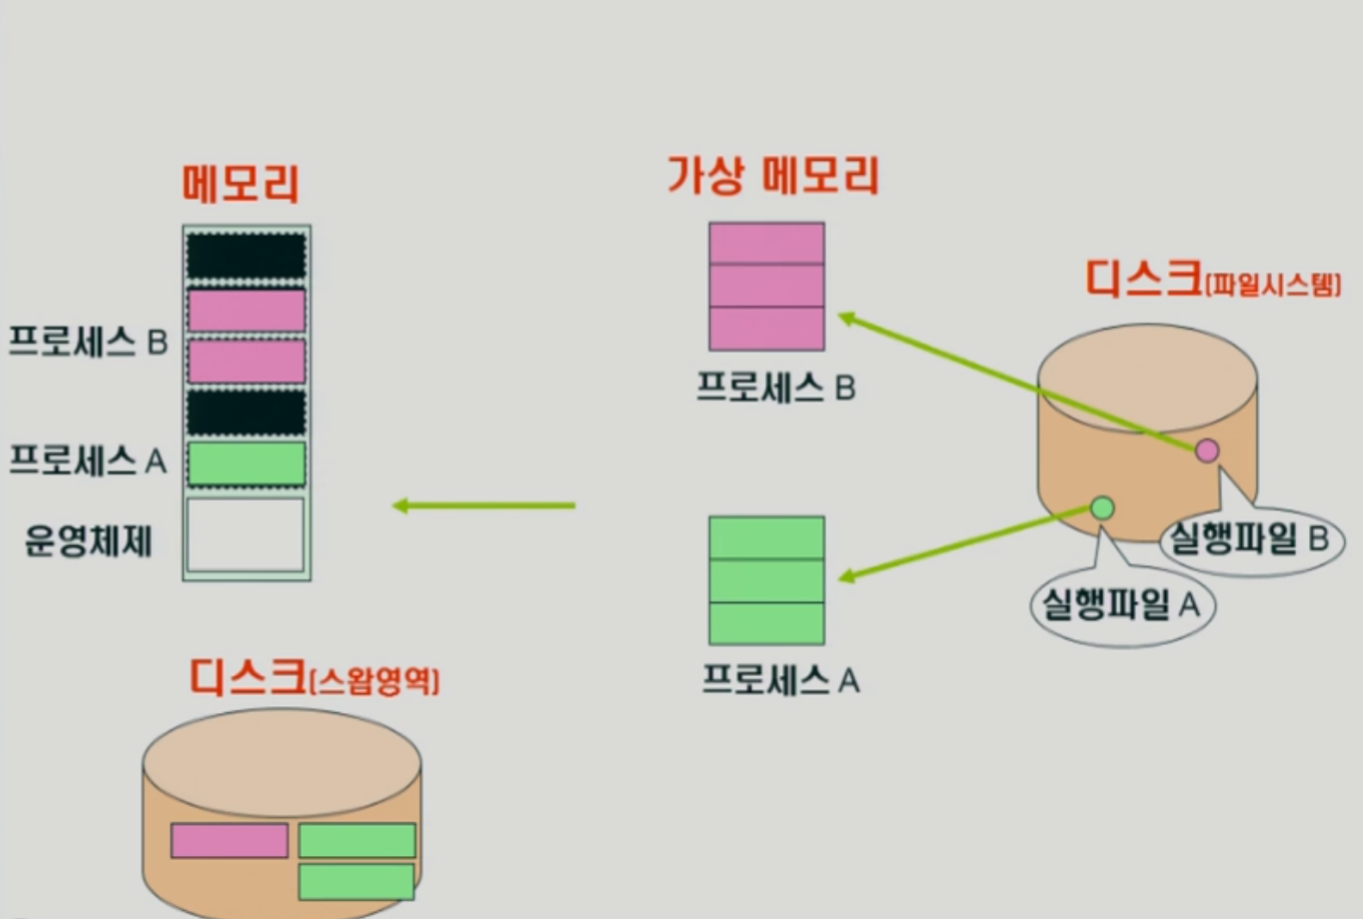 메모리
가상 메모리
디스크(파일시스템)
프로세스 B
프로세스 B
프로세스 A
운영체제
실행파일 B
실행파일 A
프로세스 A
디스크(스왑영역)